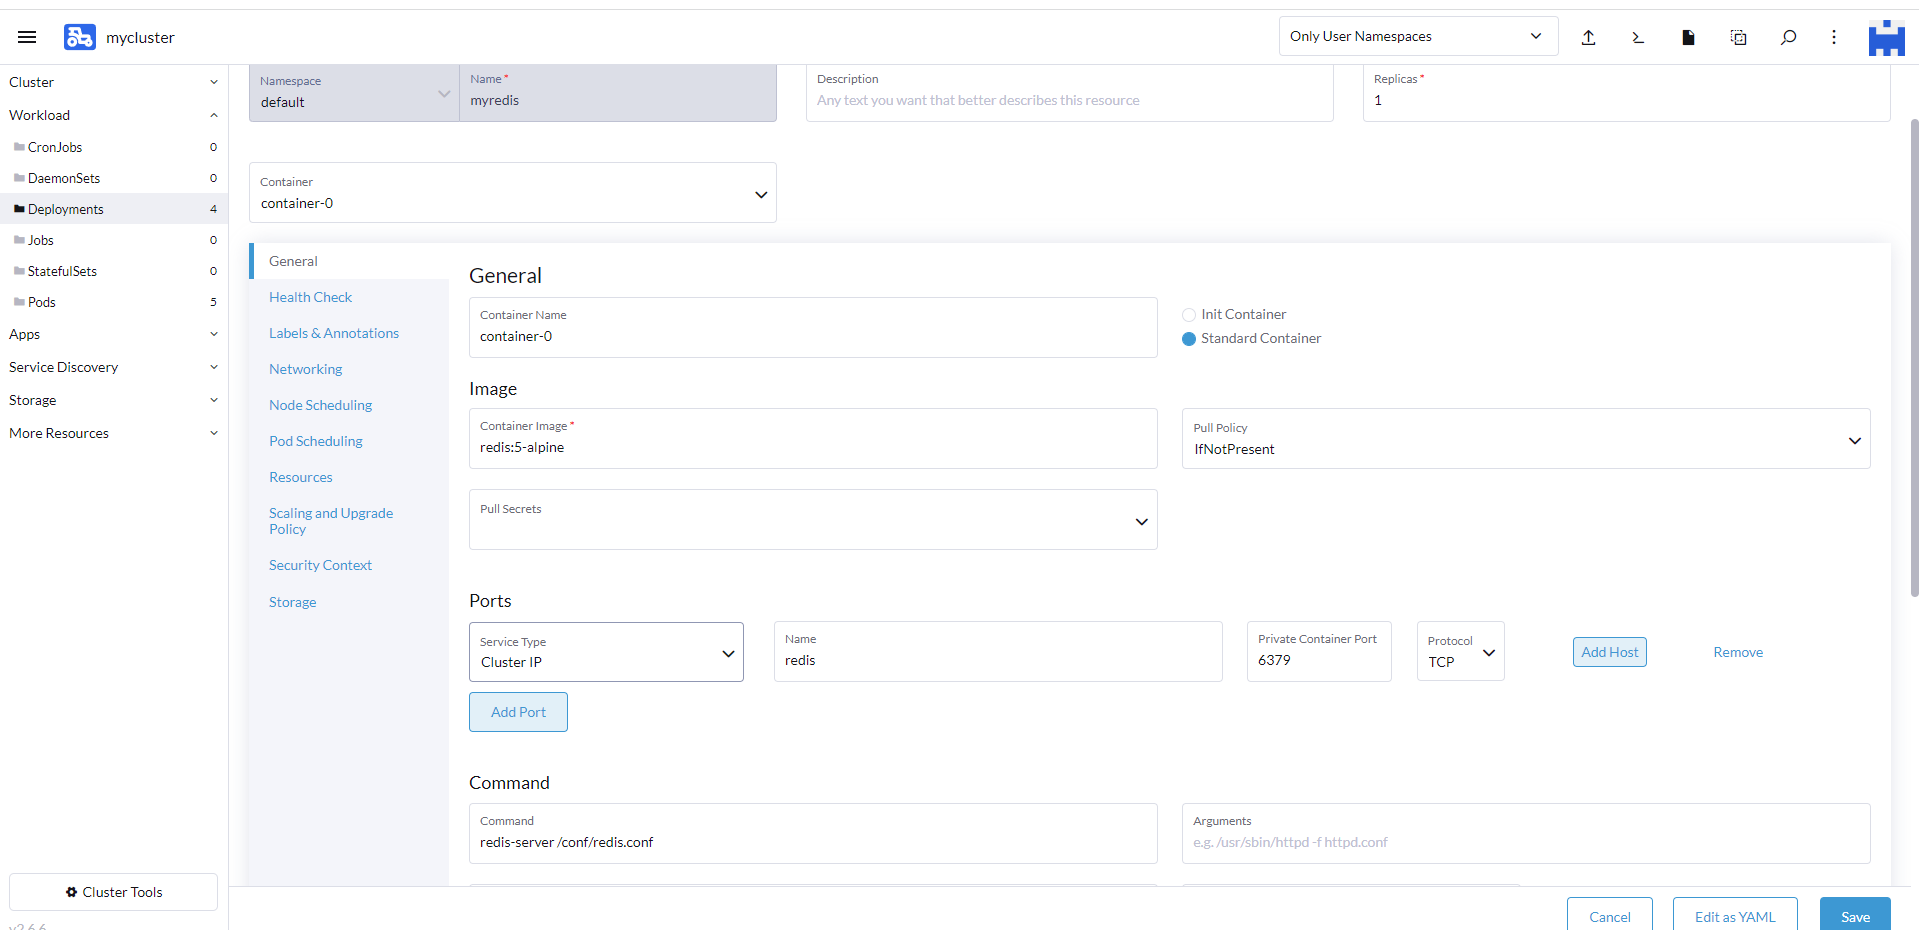 mycluster
Only User Namespaces
Cluster
Workload
CronJobs 0
DaemonSets 0
Deployments 4
Jobs 0
StatefulSets 0
Pods 5
Apps
Service Discovery
Storage
More Resources
Cluster Tools
v2.6.6
Namespace
default
Name *
myredis
Description
Any text you want that better describes this resource
Replicas *
1
Container
container-0
General
Health Check
Labels & Annotations
Networking
Node Scheduling
Pod Scheduling
Resources
Scaling and Upgrade
Policy
Security Context
Storage
General
Container Name
container-0
Init Container
Standard Container
Image
Container Image *
redis:5-alpine
Pull Policy
IfNotPresent
Pull Secrets
Ports
Service Type
Cluster IP
Name
redis
Private Container Port
6379
Protocol
TCP
Add Host
Remove
Add Port
Command
Command
redis-server /conf/redis.conf
Arguments
e.g. /usr/sbin/httpd -f httpd.conf
Cancel
Edit as YAML
Save